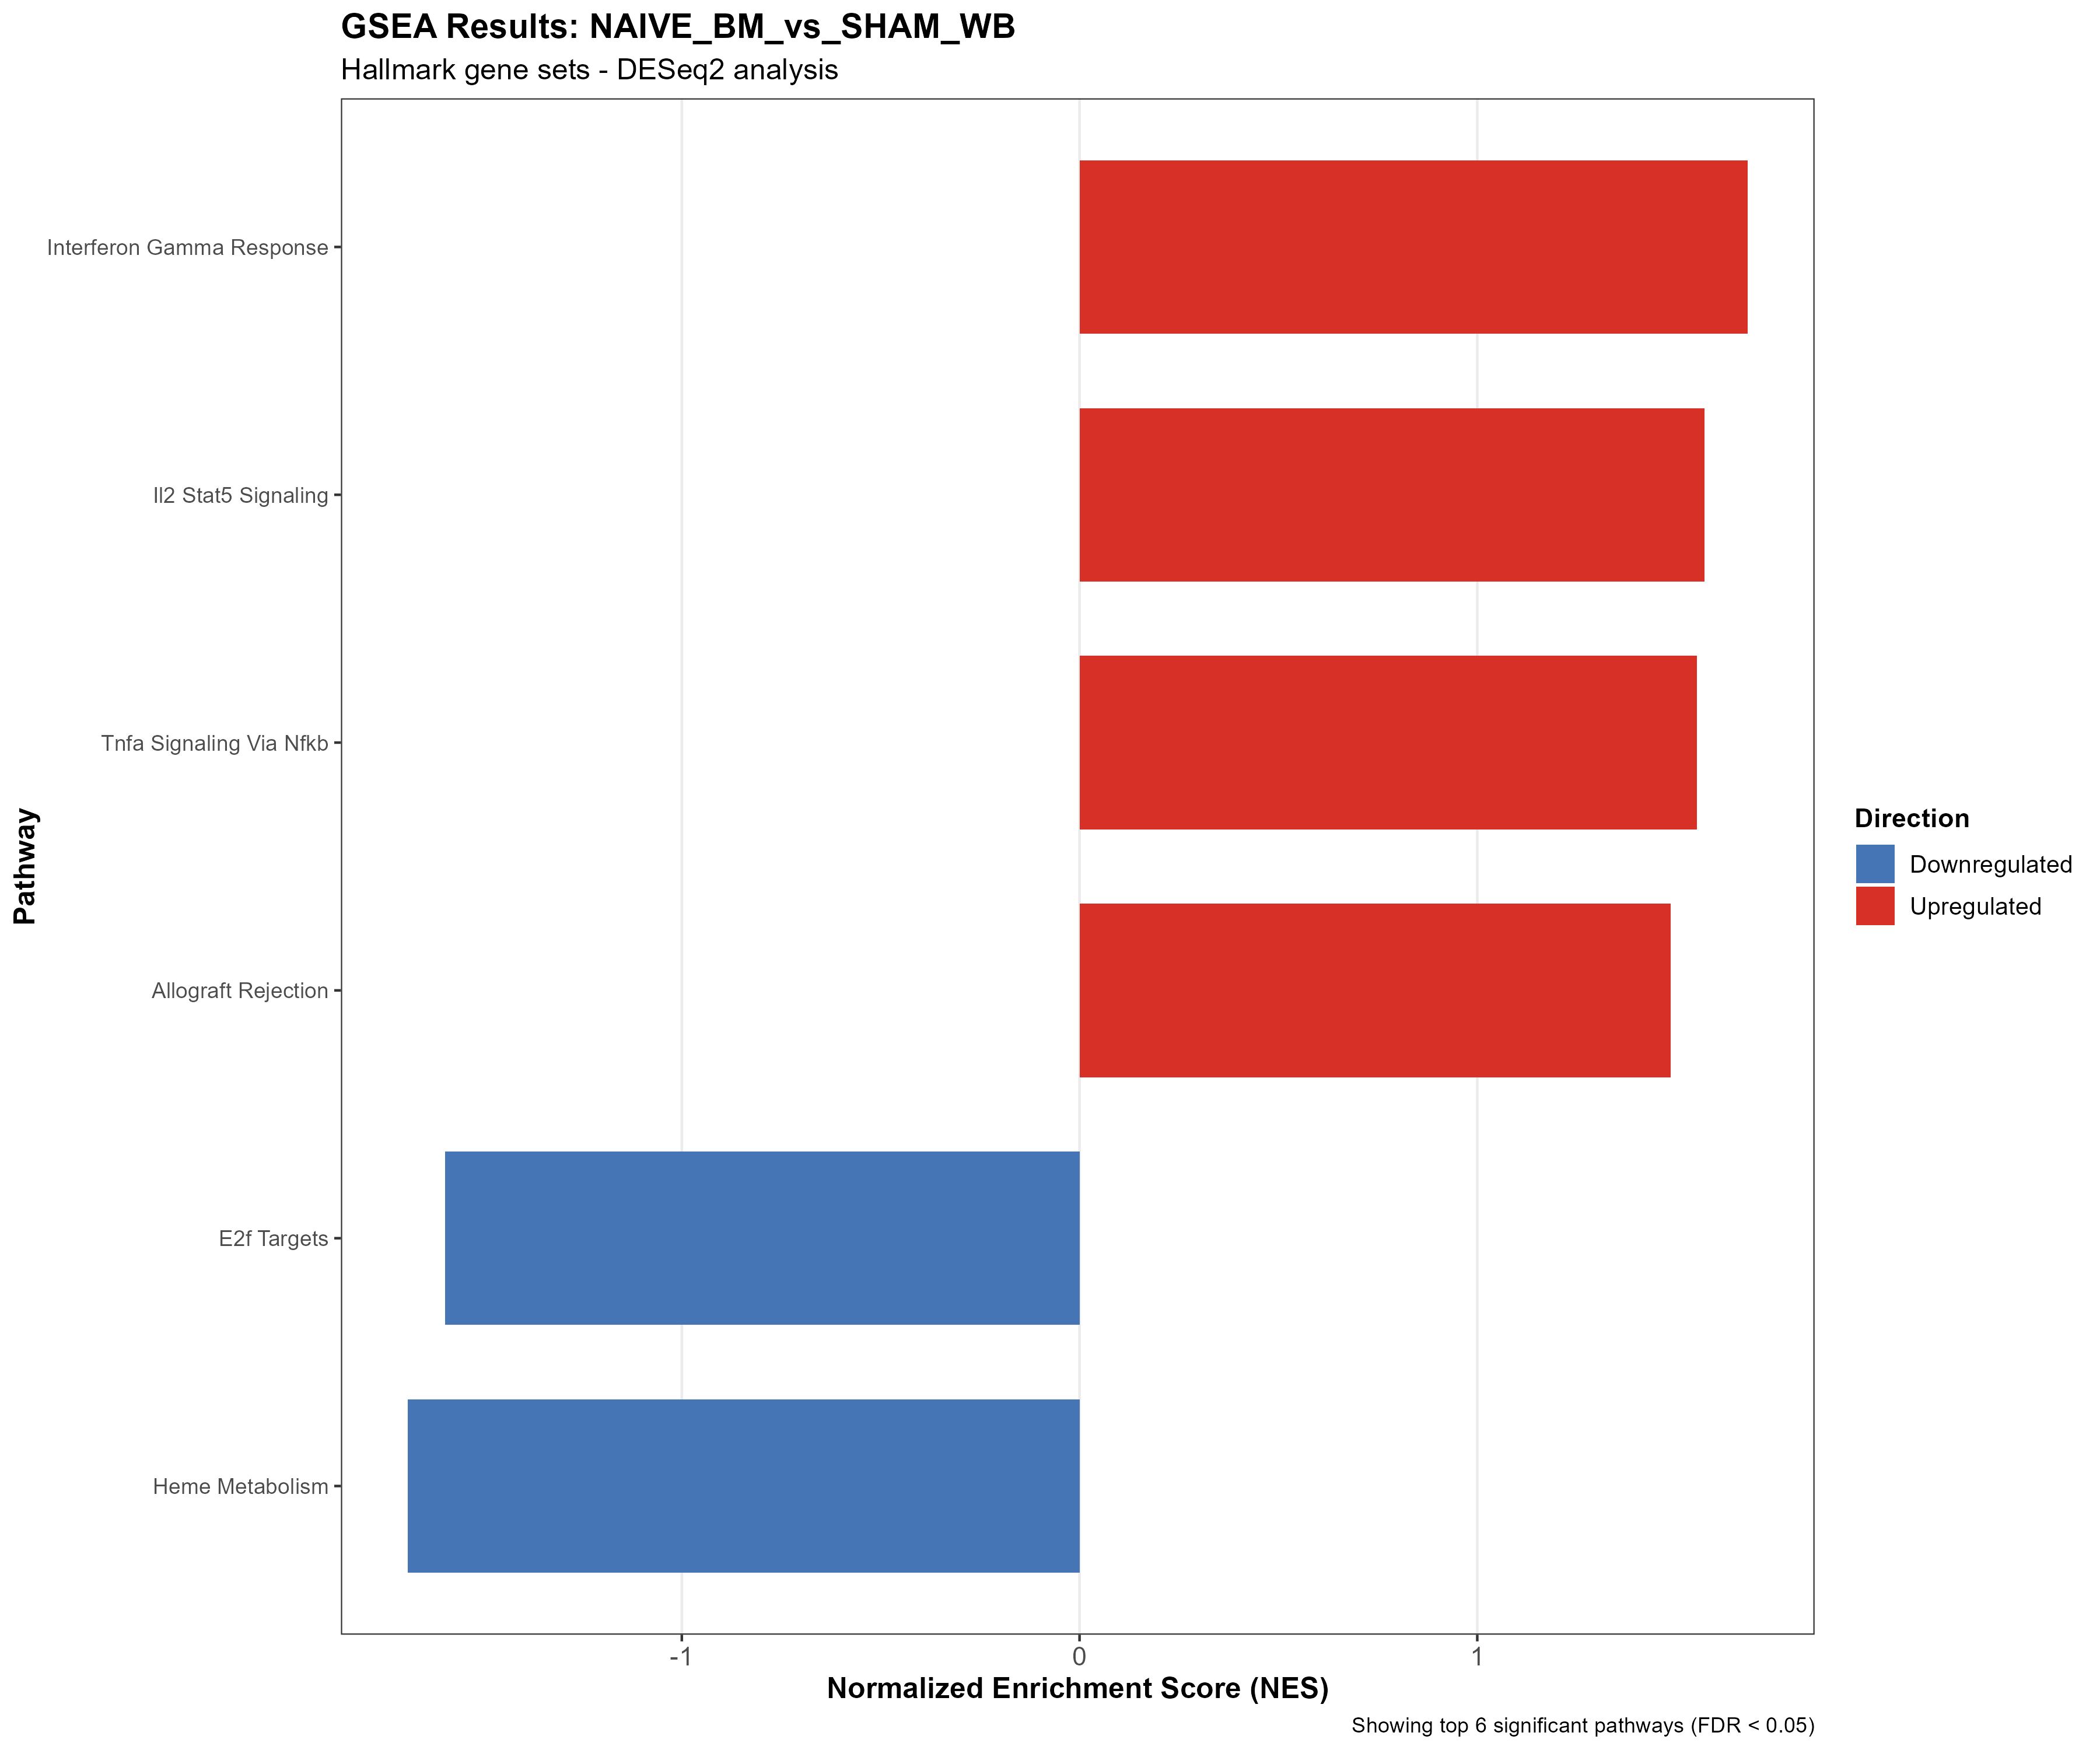 GSEA Results: NAIVE_BM_vs_SHAM_WB
Hallmark gene sets - DESeq2 analysis
Pathway
Interferon Gamma Response
Il2 Stat5 Signaling
Tnfa Signaling Via Nfkb
Allograft Rejection
E2f Targets
Heme Metabolism
-1
0
1
Normalized Enrichment Score (NES)
Showing top 6 significant pathways (FDR < 0.05)
Direction
Downregulated
Upregulated